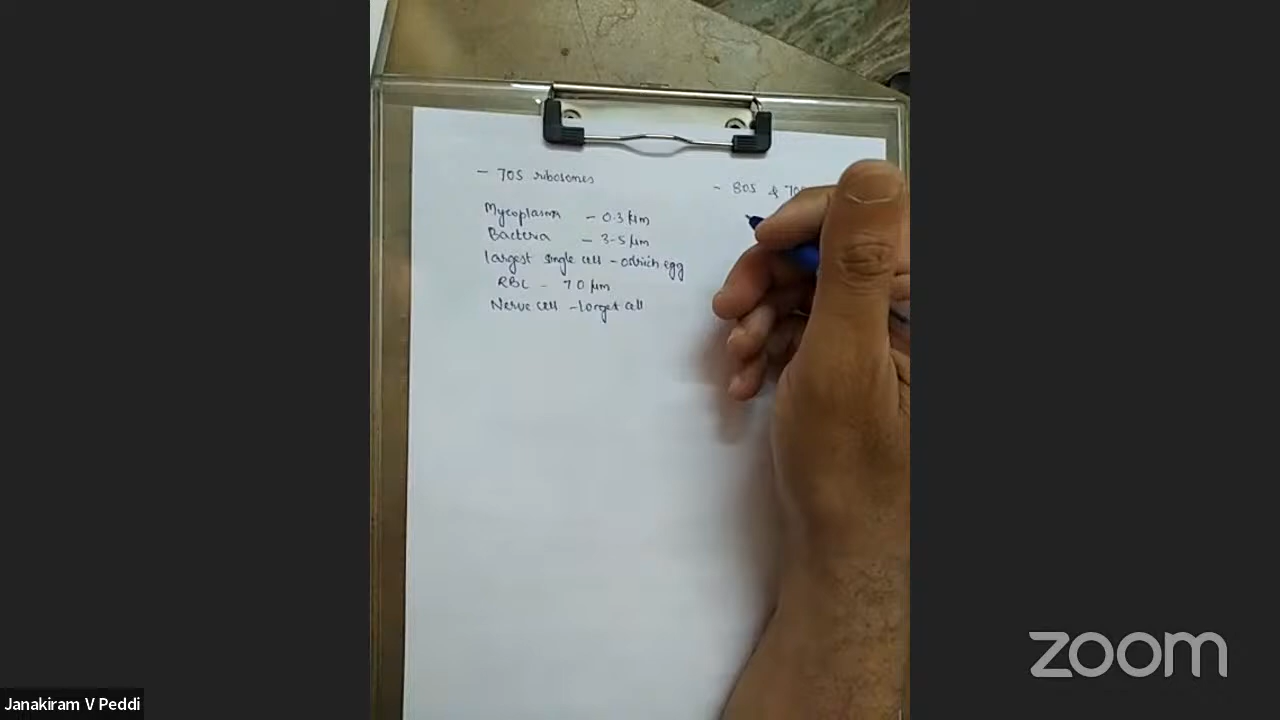 - 70S ribosomes
- 80S & 70S
Mycoplasma - 0.3 μm
Bacteria - 3-5 μm
largest single cell - ostrich egg
RBC - 7.0 μm
Nerve cell - longest cell
zoom
Janakiram V Peddi